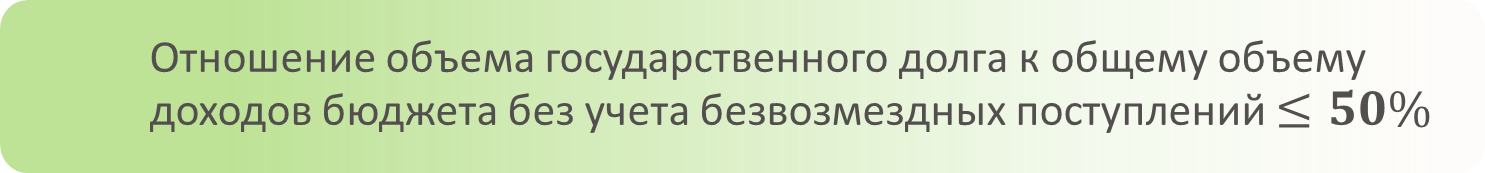 Отношение объема государственного долга к общему объему
доходов бюджета без учета безвозмездных поступлений ≤ 50%